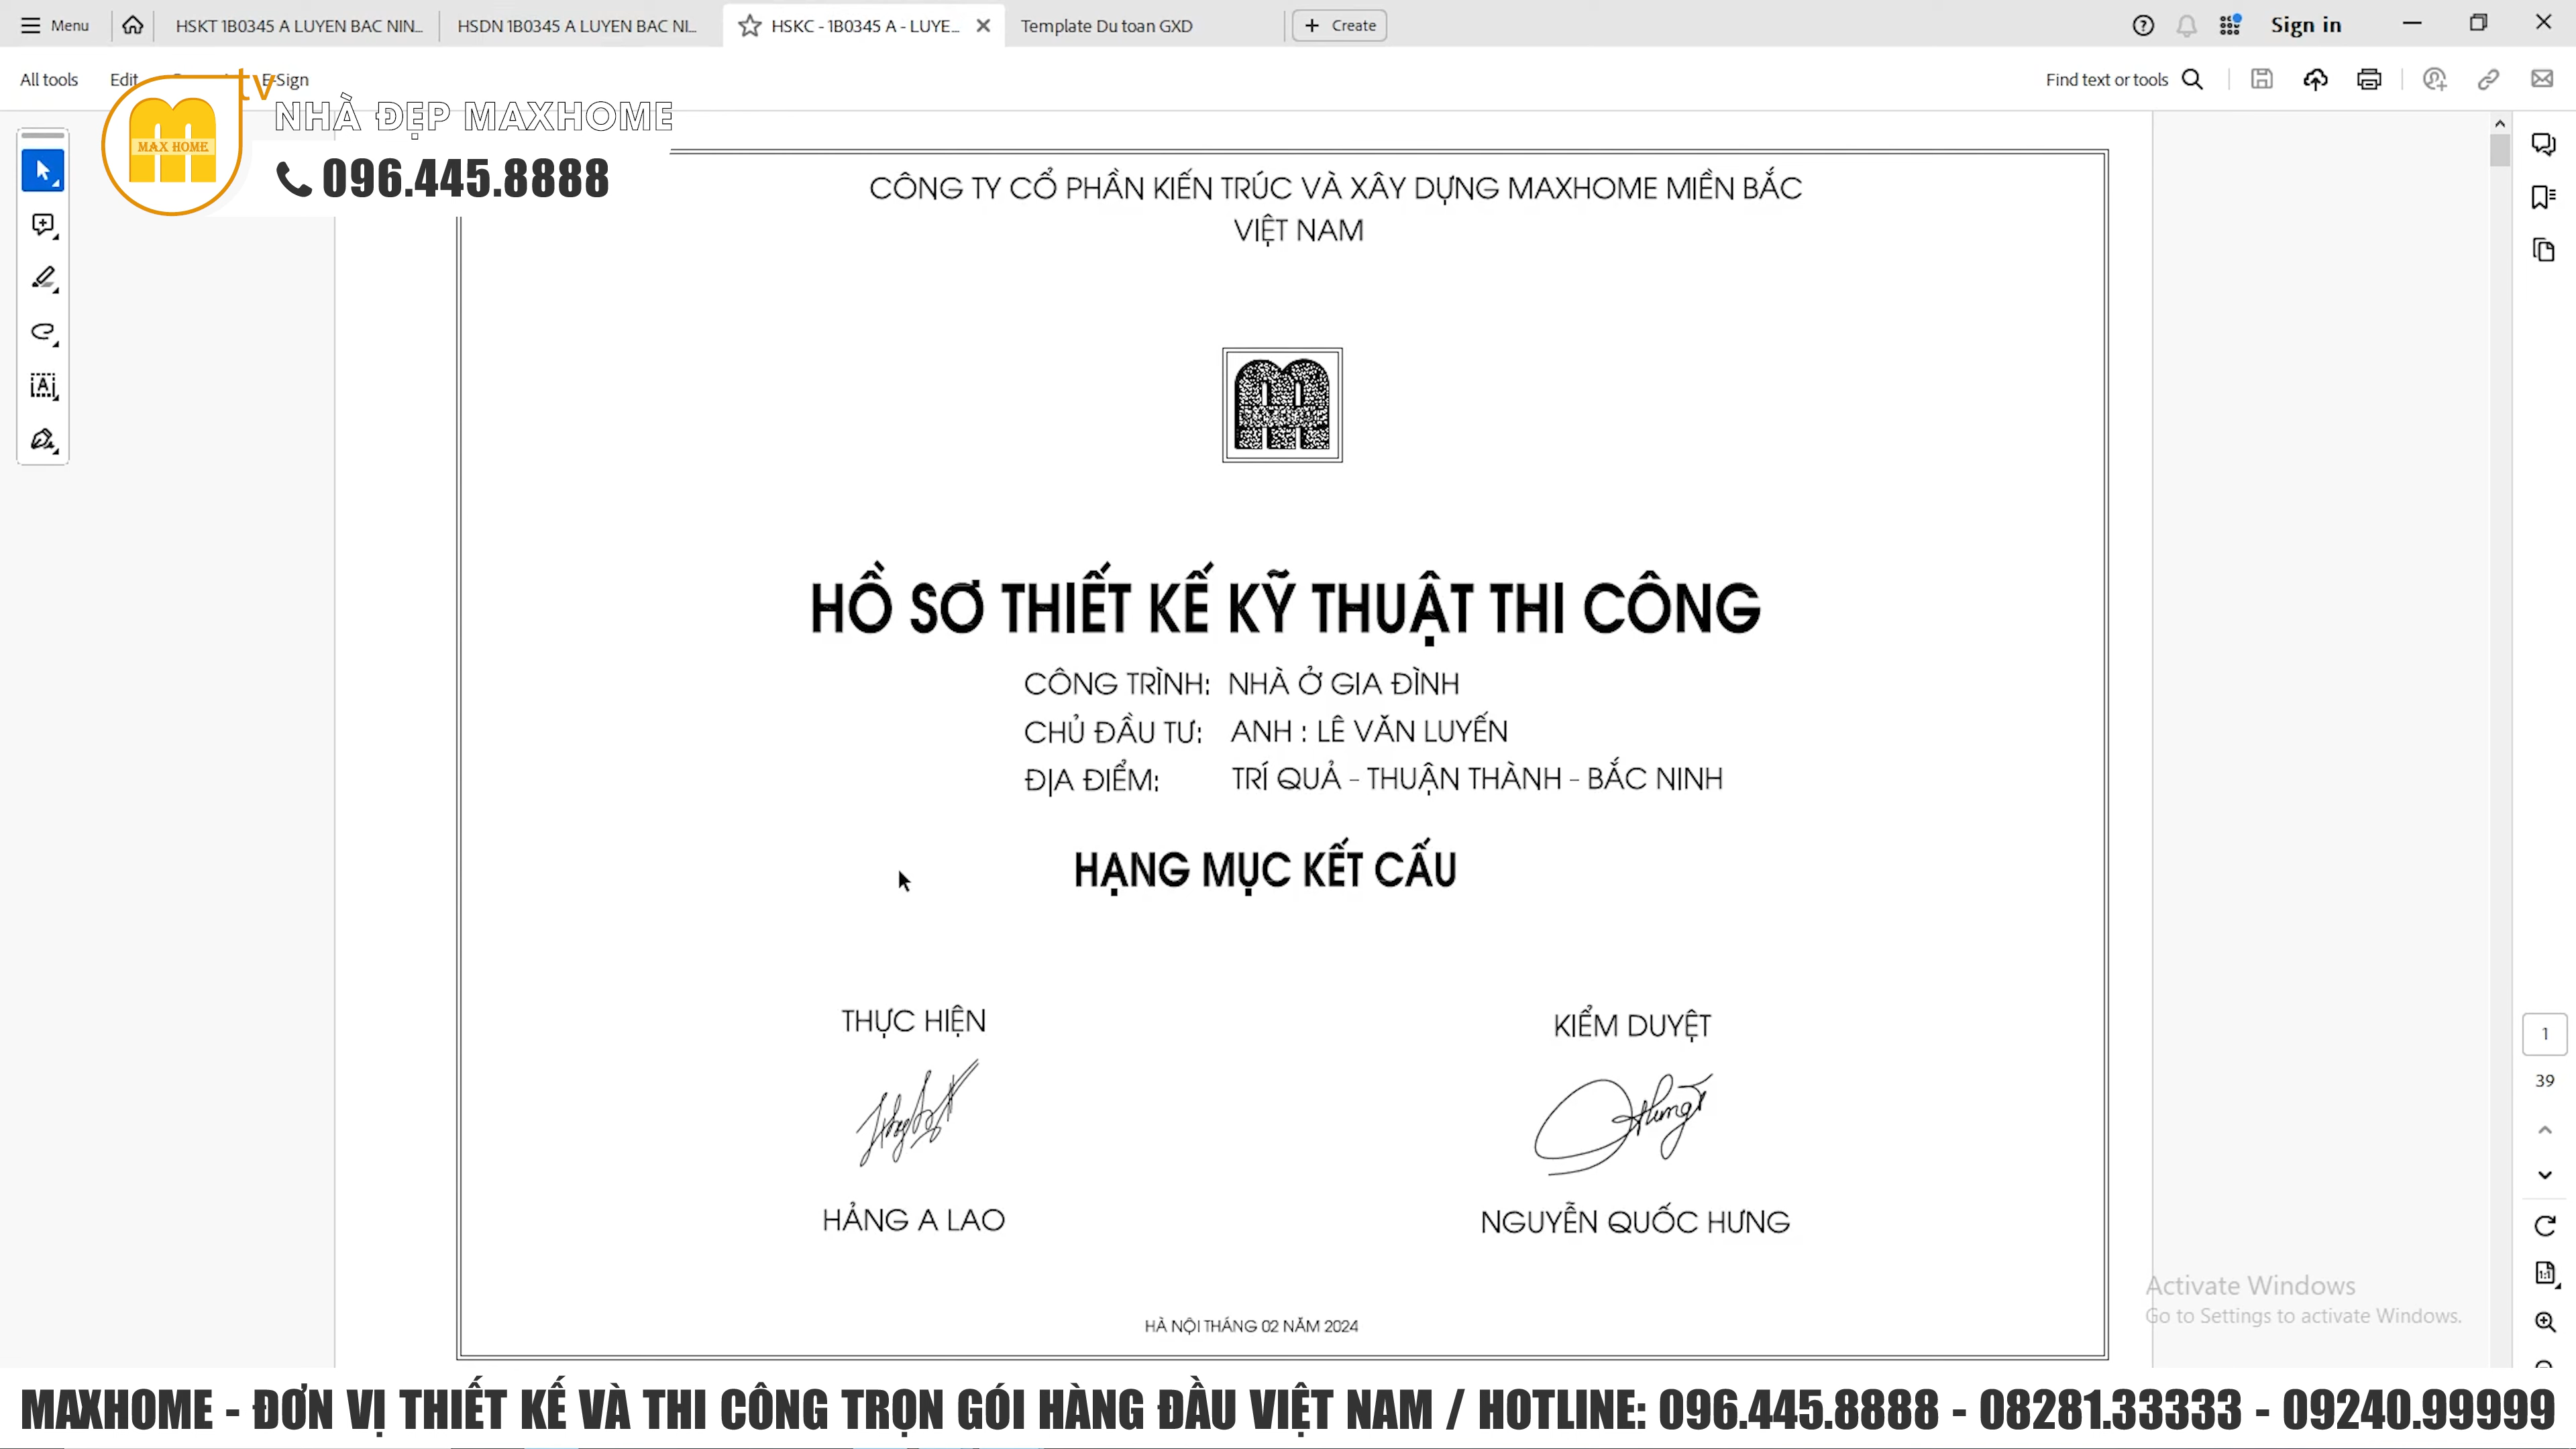 Menu
HSKT 1B0345 A LUYEN BAC NIN...
HSDN 1B0345 A LUYEN BAC NI...
HSKC - 1B0345 A - LUYE...
Template Du toan GXD
Create
Sign in
All tools
Edit
E-Sign
Find text or tools
tv
MAX HOME
NHÀ ĐẸP MAXHOME
096.445.8888
CÔNG TY CỔ PHẦN KIẾN TRÚC VÀ XÂY DỰNG MAXHOME MIỀN BẮC
VIỆT NAM
HỒ SƠ THIẾT KẾ KỸ THUẬT THI CÔNG
CÔNG TRÌNH: NHÀ Ở GIA ĐÌNH
CHỦ ĐẦU TƯ: ANH : LÊ VĂN LUYẾN
ĐỊA ĐIỂM: TRÍ QUẢ - THUẬN THÀNH - BẮC NINH
HẠNG MỤC KẾT CẤU
THỰC HIỆN
KIỂM DUYỆT
HẢNG A LAO
NGUYỄN QUỐC HƯNG
HÀ NỘI THÁNG 02 NĂM 2024
1
39
Activate Windows
Go to Settings to activate Windows.
MAXHOME - ĐƠN VỊ THIẾT KẾ VÀ THI CÔNG TRỌN GÓI HÀNG ĐẦU VIỆT NAM / HOTLINE: 096.445.8888 - 08281.33333 - 09240.99999